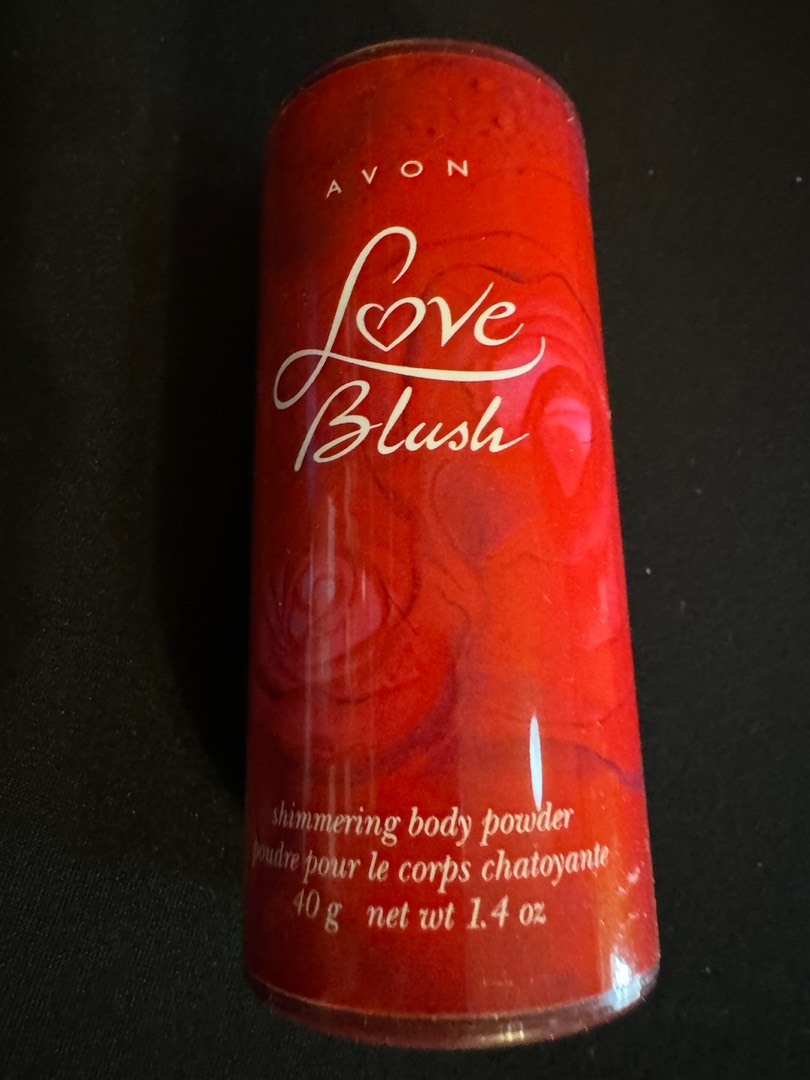 AVON
Love
Blush
shimmering body powder
poudre pour le corps chatoyante
40 g net wt 1.4 oz